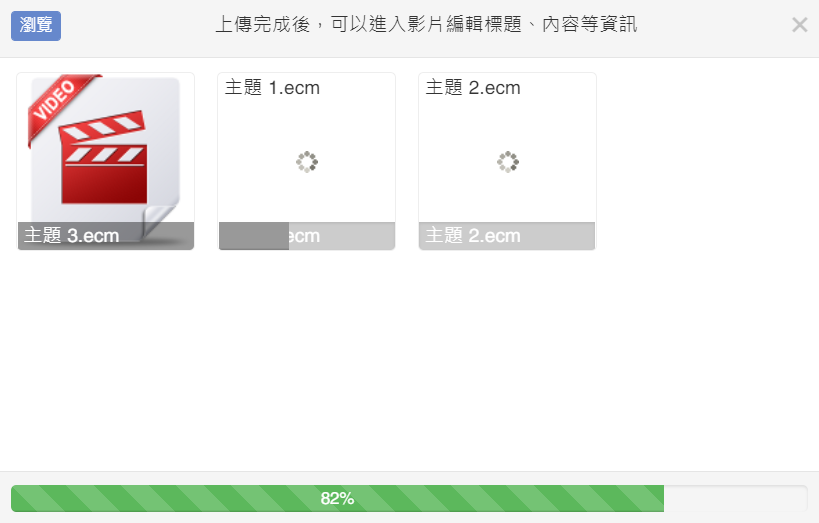 瀏覽
上傳完成後，可以進入影片編輯標題、內容等資訊
×
VIDEO
主題 3.ecm
主題 1.ecm
ecm
主題 2.ecm
主題 2.ecm
82%